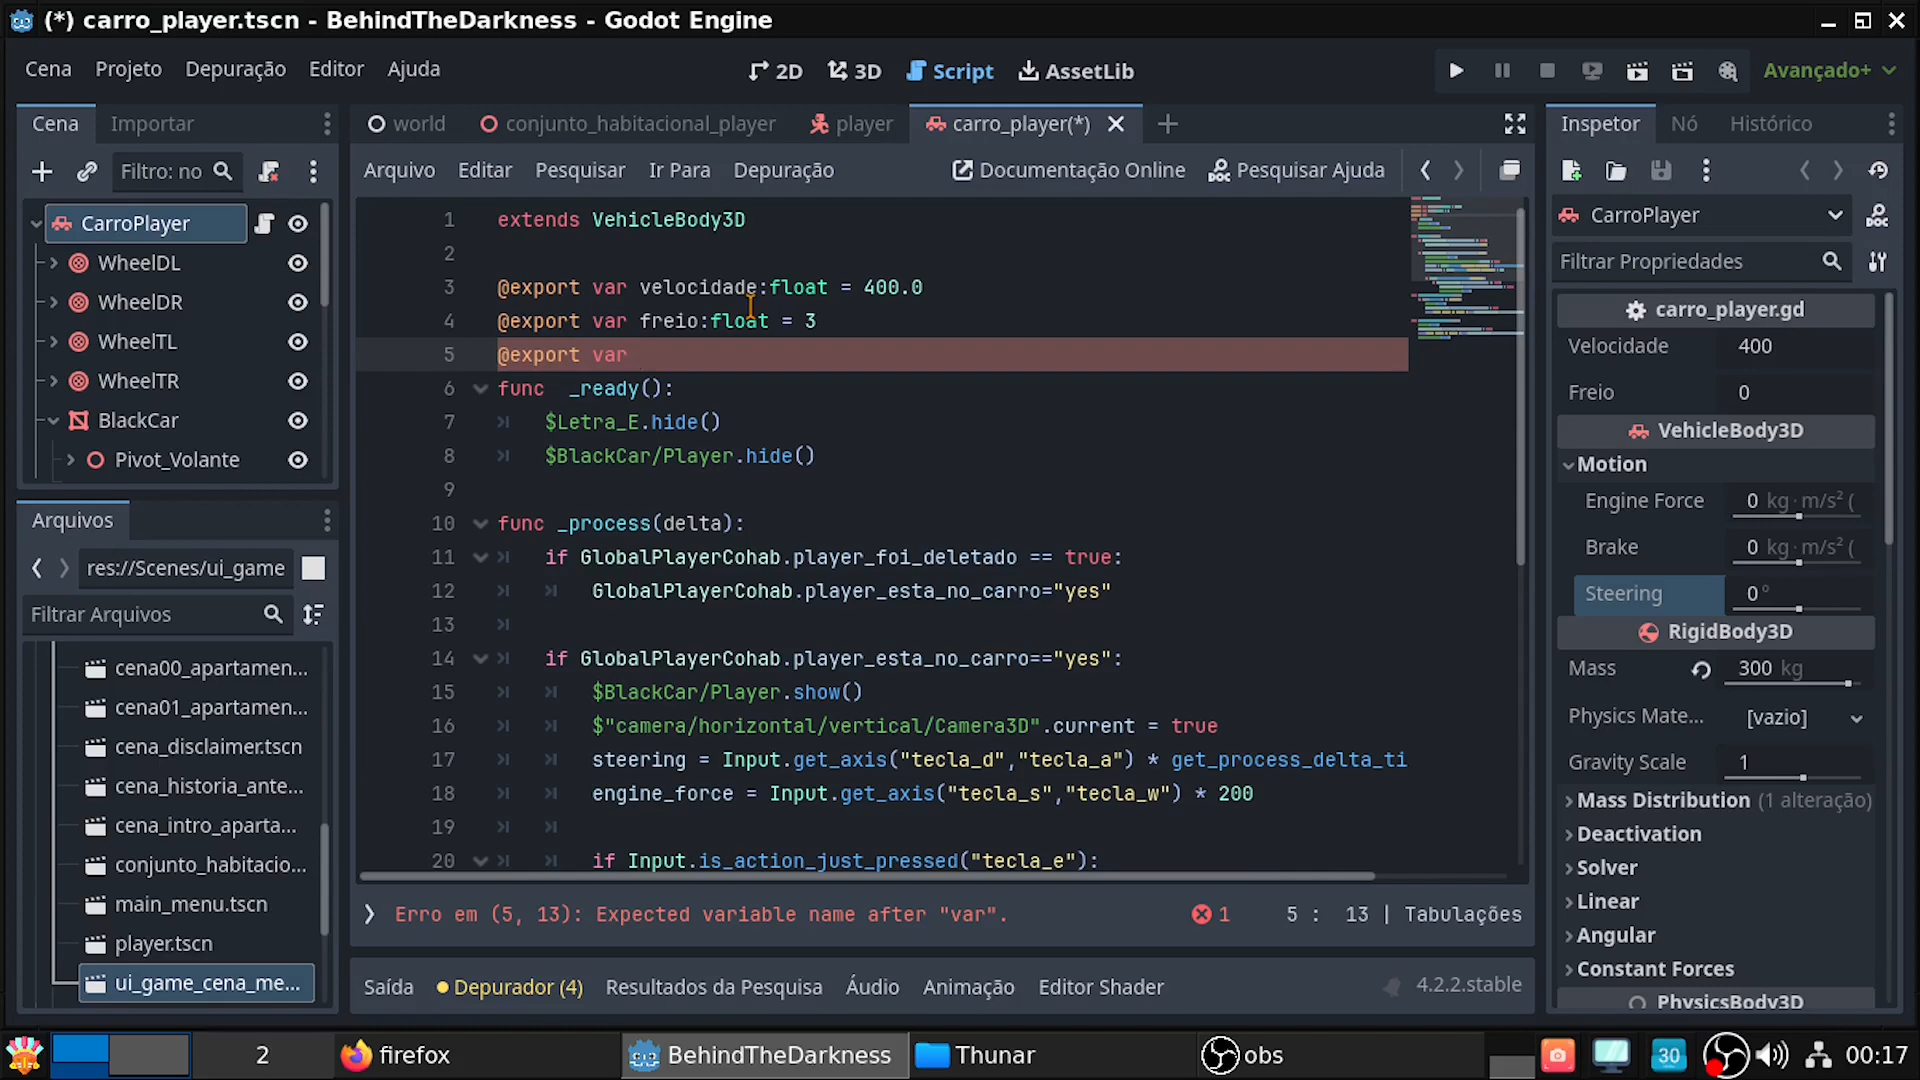 (*) carro_player.tscn - BehindTheDarkness - Godot Engine
Cena Projeto Depuração Editor Ajuda
2D 3D Script AssetLib
Avançado+
Cena Importar
world conjunto_habitacional_player player carro_player(*)
Inspetor Nó Histórico
Filtro: no
Arquivo Editar Pesquisar Ir Para Depuração Documentação Online Pesquisar Ajuda
CarroPlayer
WheelDL
WheelDR
WheelTL
WheelTR
BlackCar
Pivot_Volante
Arquivos
res://Scenes/ui_game
Filtrar Arquivos
cena00_apartamen...
cena01_apartamen...
cena_disclaimer.tscn
cena_historia_ante...
cena_intro_aparta...
conjunto_habitacio...
main_menu.tscn
player.tscn
ui_game_cena_me...
1 extends VehicleBody3D
2
3 @export var velocidade:float = 400.0
4 @export var freio:float = 3
5 @export var
6 func _ready():
7 $Letra_E.hide()
8 $BlackCar/Player.hide()
9
10 func _process(delta):
11 if GlobalPlayerCohab.player_foi_deletado == true:
12 GlobalPlayerCohab.player_esta_no_carro="yes"
13
14 if GlobalPlayerCohab.player_esta_no_carro=="yes":
15 $BlackCar/Player.show()
16 $"camera/horizontal/vertical/Camera3D".current = true
17 steering = Input.get_axis("tecla_d","tecla_a") * get_process_delta_ti
18 engine_force = Input.get_axis("tecla_s","tecla_w") * 200
19
20 if Input.is_action_just_pressed("tecla_e"):
Erro em (5, 13): Expected variable name after "var".
1 5 : 13 | Tabulações
Saída Depurador (4) Resultados da Pesquisa Áudio Animação Editor Shader
4.2.2.stable
CarroPlayer
Filtrar Propriedades
carro_player.gd
Velocidade 400
Freio 0
VehicleBody3D
Motion
Engine Force 0 kg·m/s² (
Brake 0 kg·m/s² (
Steering 0 °
RigidBody3D
Mass 300 kg
Physics Mate... [vazio]
Gravity Scale 1
Mass Distribution (1 alteração)
Deactivation
Solver
Linear
Angular
Constant Forces
PhysicsBody3D
2 firefox BehindTheDarkness Thunar obs 30 00:17